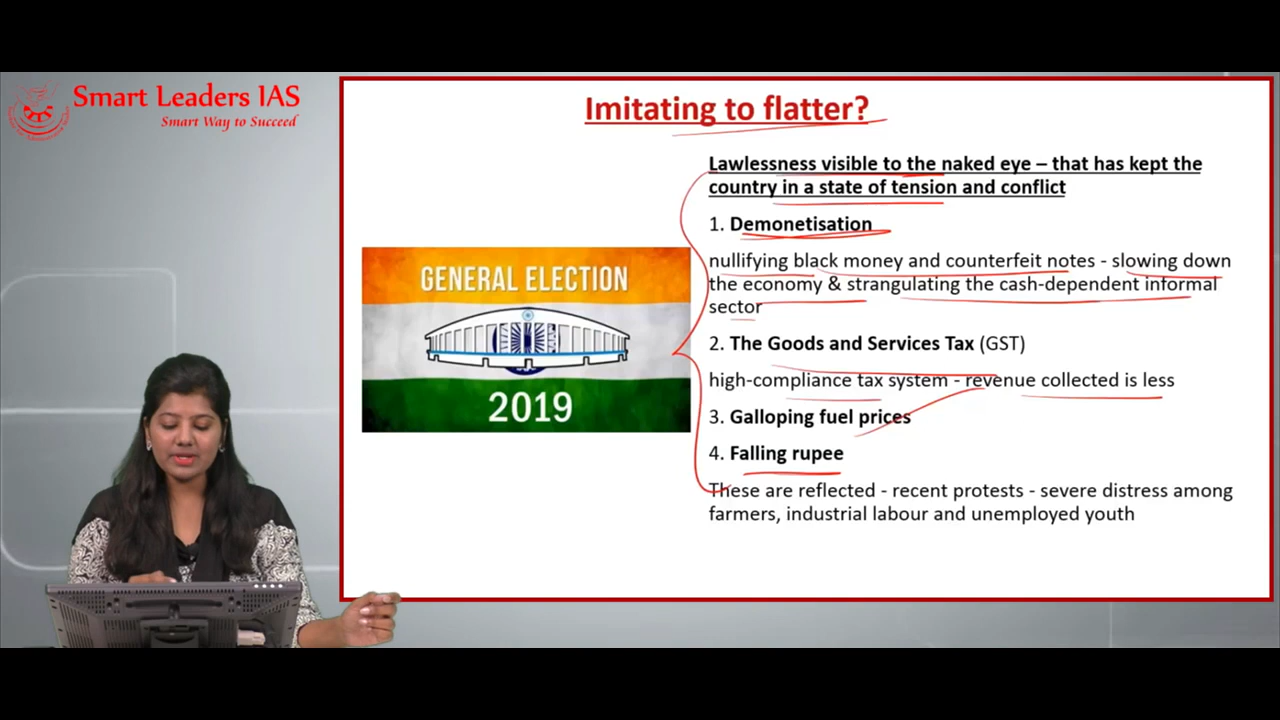 Smart Leaders IAS
Smart Way to Succeed
Imitating to flatter?
Lawlessness visible to the naked eye – that has kept the
country in a state of tension and conflict
1. Demonetisation
nullifying black money and counterfeit notes - slowing down
the economy & strangulating the cash-dependent informal
sector
2. The Goods and Services Tax (GST)
high-compliance tax system - revenue collected is less
3. Galloping fuel prices
4. Falling rupee
These are reflected - recent protests - severe distress among
farmers, industrial labour and unemployed youth
GENERAL ELECTION
2019